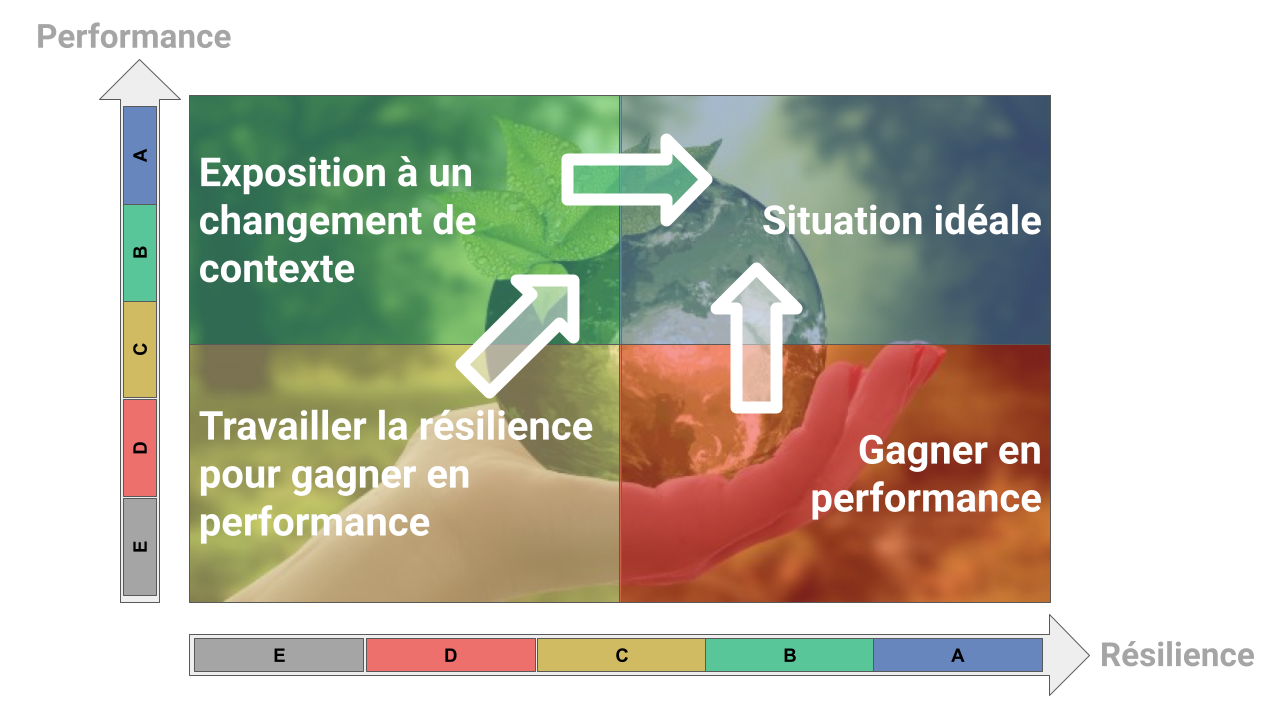 Performance
A
B
C
D
E
Exposition à un
changement de
contexte
Situation idéale
Travailler la résilience
pour gagner en
performance
Gagner en
performance
E D C B A
Résilience